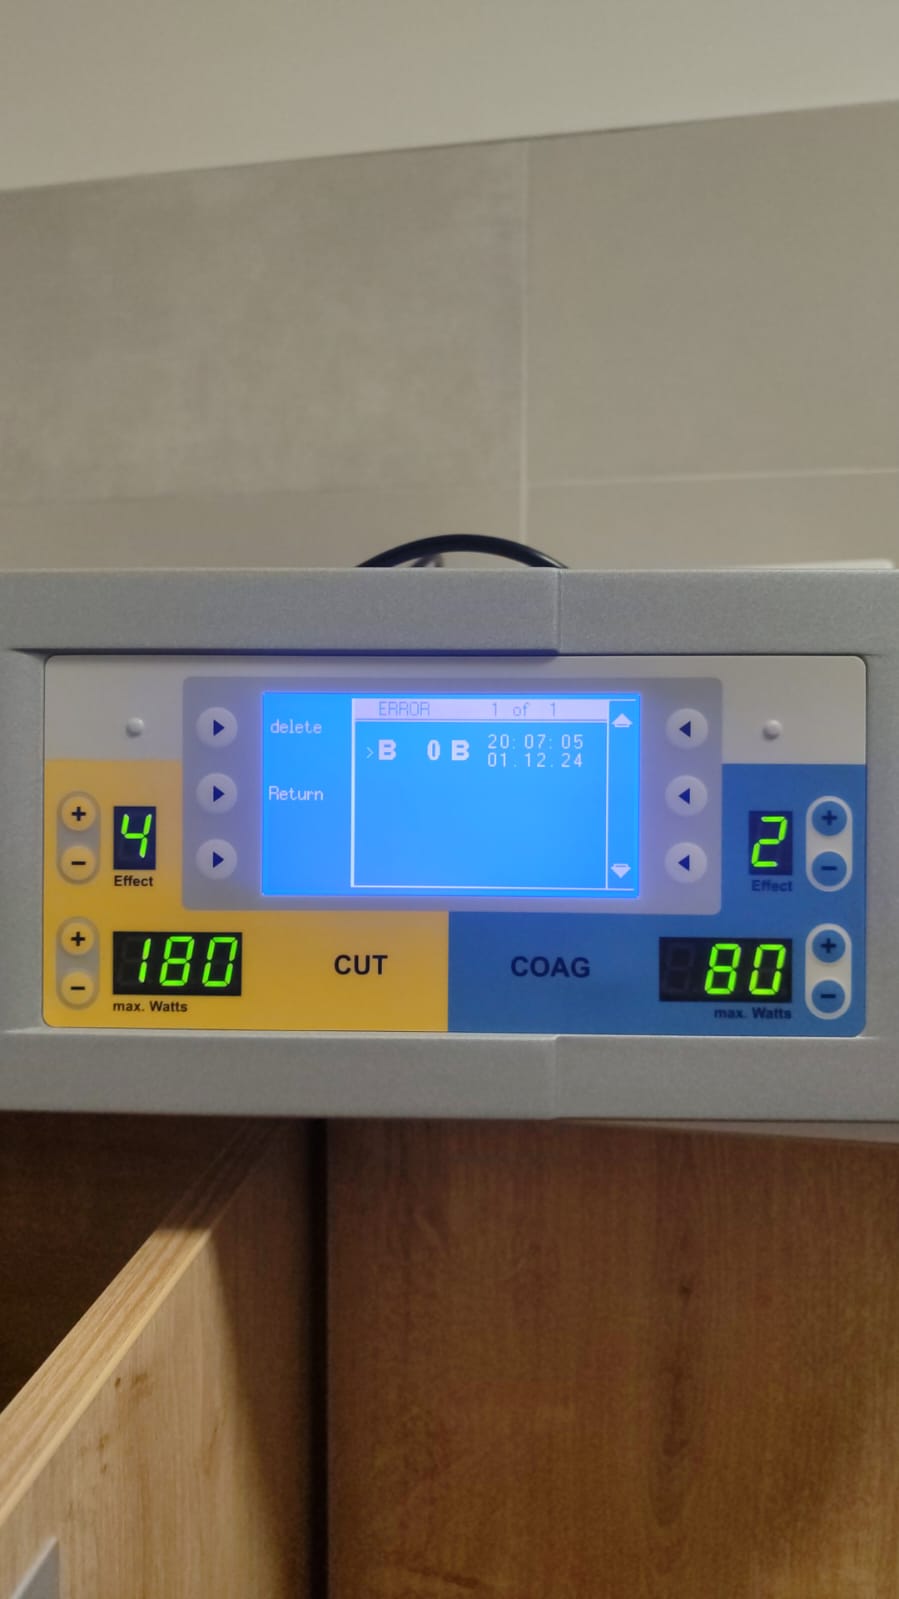 delete
ERROR 1 of 1
>B 0B 20:07:05
01.12.24
Return
+
-
4
Effect
+
-
180
max. Watts
CUT
2
Effect
+
-
COAG
80
max. Watts
+
-